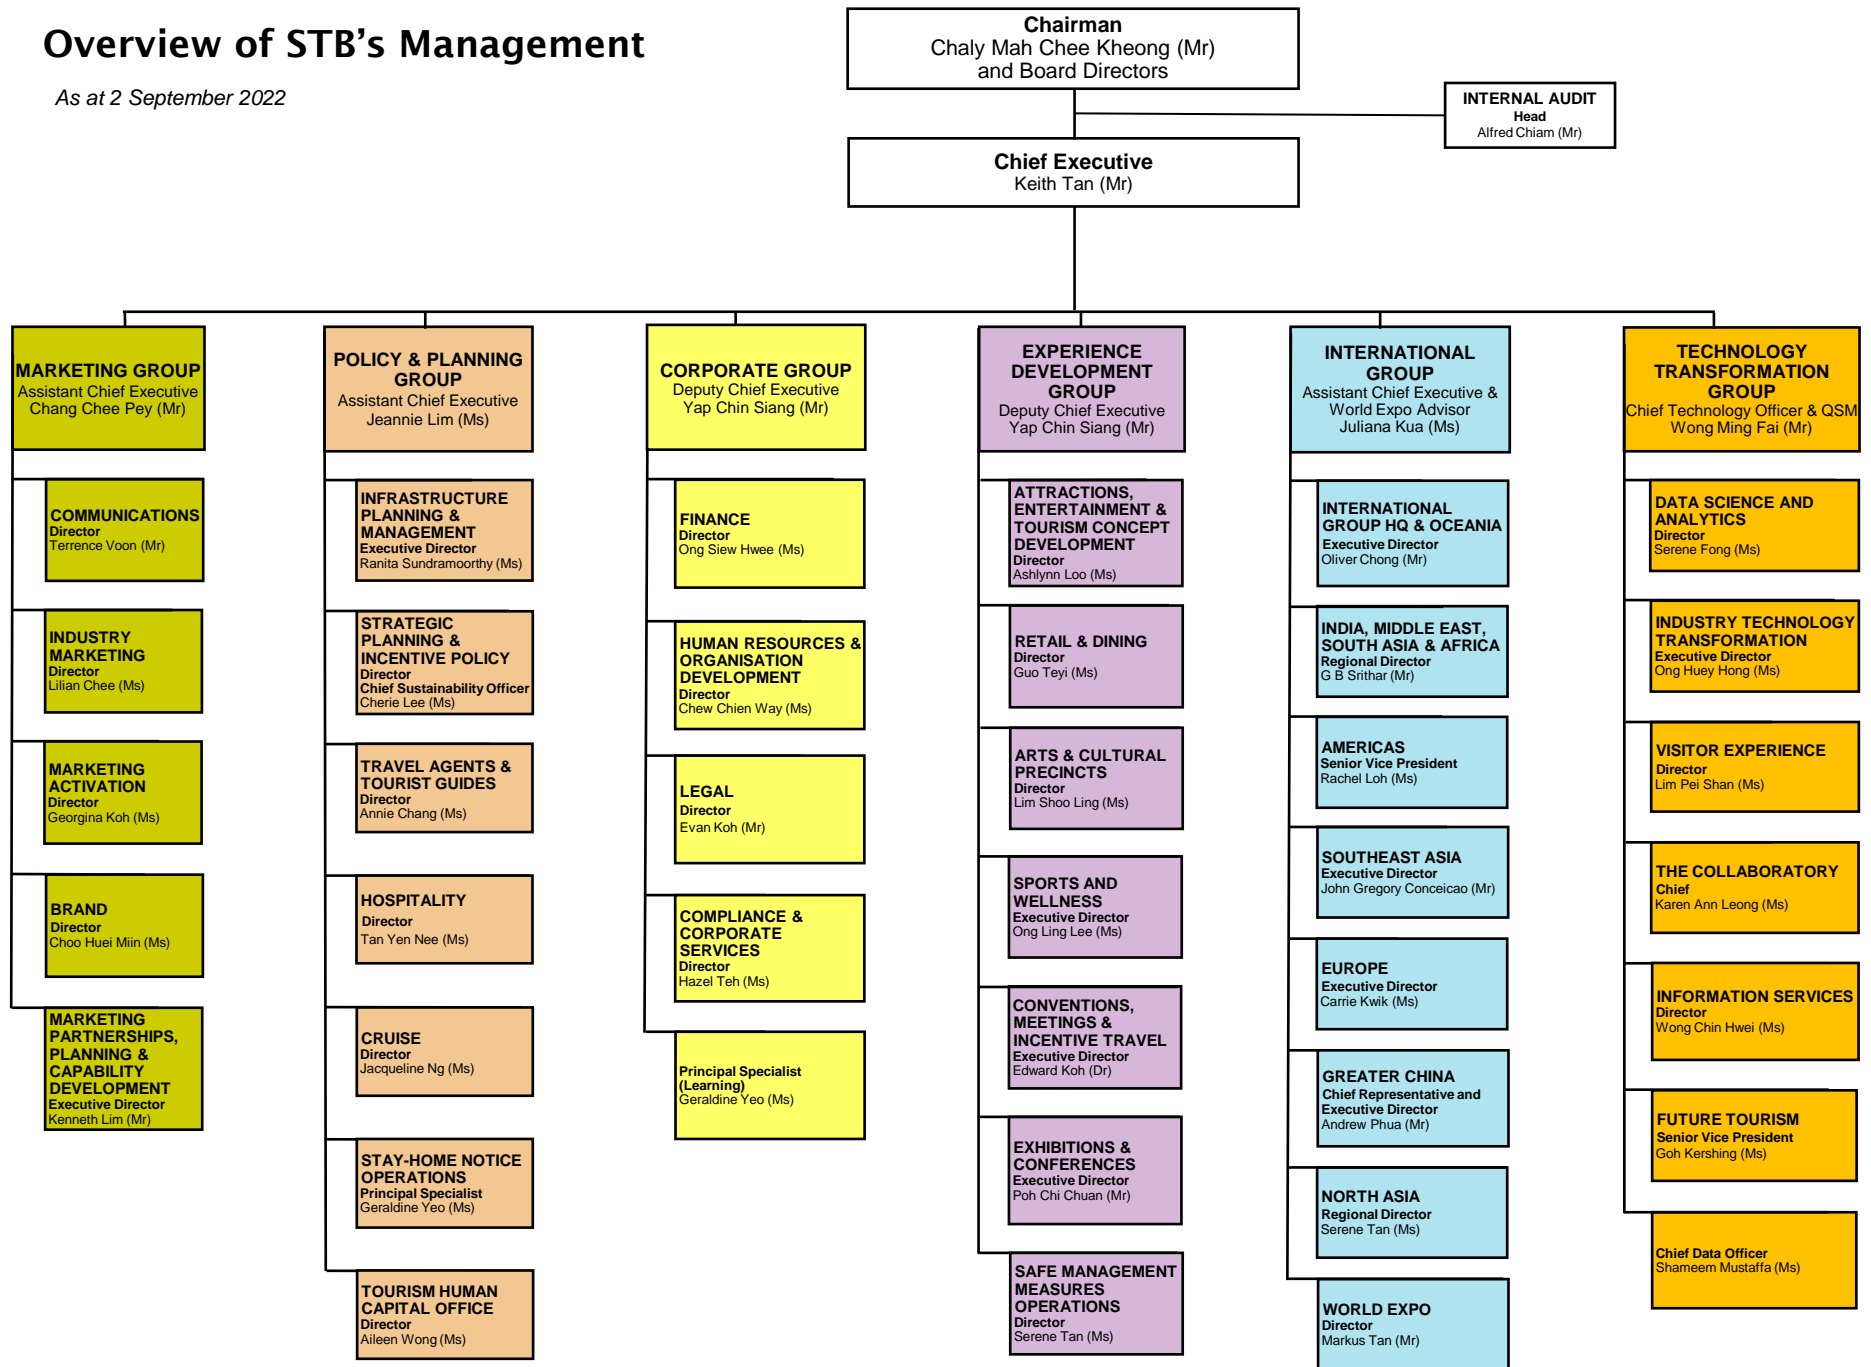 Overview of STB's Management
As at 2 September 2022
Chairman
Chaly Mah Chee Kheong (Mr)
and Board Directors
INTERNAL AUDIT
Head
Alfred Chiam (Mr)
Chief Executive
Keith Tan (Mr)
MARKETING GROUP
Assistant Chief Executive
Chang Chee Pey (Mr)
COMMUNICATIONS
Director
Terrence Voon (Mr)
INDUSTRY
MARKETING
Director
Lilian Chee (Ms)
MARKETING
ACTIVATION
Director
Georgina Koh (Ms)
BRAND
Director
Choo Huei Miin (Ms)
MARKETING
PARTNERSHIPS,
PLANNING &
CAPABILITY
DEVELOPMENT
Executive Director
Kenneth Lim (Mr)
POLICY & PLANNING
GROUP
Assistant Chief Executive
Jeannie Lim (Ms)
INFRASTRUCTURE
PLANNING &
MANAGEMENT
Executive Director
Ranita Sundramoorthy (Ms)
STRATEGIC
PLANNING &
INCENTIVE POLICY
Director
Chief Sustainability Officer
Cherie Lee (Ms)
TRAVEL AGENTS &
TOURIST GUIDES
Director
Annie Chang (Ms)
HOSPITALITY
Director
Tan Yen Nee (Ms)
CRUISE
Director
Jacqueline Ng (Ms)
STAY-HOME NOTICE
OPERATIONS
Principal Specialist
Geraldine Yeo (Ms)
TOURISM HUMAN
CAPITAL OFFICE
Director
Aileen Wong (Ms)
CORPORATE GROUP
Deputy Chief Executive
Yap Chin Siang (Mr)
FINANCE
Director
Ong Siew Hwee (Ms)
HUMAN RESOURCES &
ORGANISATION
DEVELOPMENT
Director
Chew Chien Way (Ms)
LEGAL
Director
Evan Koh (Mr)
COMPLIANCE &
CORPORATE
SERVICES
Director
Hazel Teh (Ms)
Principal Specialist
(Learning)
Geraldine Yeo (Ms)
EXPERIENCE
DEVELOPMENT
GROUP
Deputy Chief Executive
Yap Chin Siang (Mr)
ATTRACTIONS,
ENTERTAINMENT &
TOURISM CONCEPT
DEVELOPMENT
Director
Ashlynn Loo (Ms)
RETAIL & DINING
Director
Guo Teyi (Ms)
ARTS & CULTURAL
PRECINCTS
Director
Lim Shoo Ling (Ms)
SPORTS AND
WELLNESS
Executive Director
Ong Ling Lee (Ms)
CONVENTIONS,
MEETINGS &
INCENTIVE TRAVEL
Executive Director
Edward Koh (Dr)
EXHIBITIONS &
CONFERENCES
Executive Director
Poh Chi Chuan (Mr)
SAFE MANAGEMENT
MEASURES
OPERATIONS
Director
Serene Tan (Ms)
INTERNATIONAL
GROUP
Assistant Chief Executive &
World Expo Advisor
Juliana Kua (Ms)
INTERNATIONAL
GROUP HQ & OCEANIA
Executive Director
Oliver Chong (Mr)
INDIA, MIDDLE EAST,
SOUTH ASIA & AFRICA
Regional Director
G B Srithar (Mr)
AMERICAS
Senior Vice President
Rachel Loh (Ms)
SOUTHEAST ASIA
Executive Director
John Gregory Conceicao (Mr)
EUROPE
Executive Director
Carrie Kwik (Ms)
GREATER CHINA
Chief Representative and
Executive Director
Andrew Phua (Mr)
NORTH ASIA
Regional Director
Serene Tan (Ms)
WORLD EXPO
Director
Markus Tan (Mr)
TECHNOLOGY
TRANSFORMATION
GROUP
Chief Technology Officer & QSM
Wong Ming Fai (Mr)
DATA SCIENCE AND
ANALYTICS
Director
Serene Fong (Ms)
INDUSTRY TECHNOLOGY
TRANSFORMATION
Executive Director
Ong Huey Hong (Ms)
VISITOR EXPERIENCE
Director
Lim Pei Shan (Ms)
THE COLLABORATORY
Chief
Karen Ann Leong (Ms)
INFORMATION SERVICES
Director
Wong Chin Hwei (Ms)
FUTURE TOURISM
Senior Vice President
Goh Kershing (Ms)
Chief Data Officer
Shameem Mustaffa (Ms)